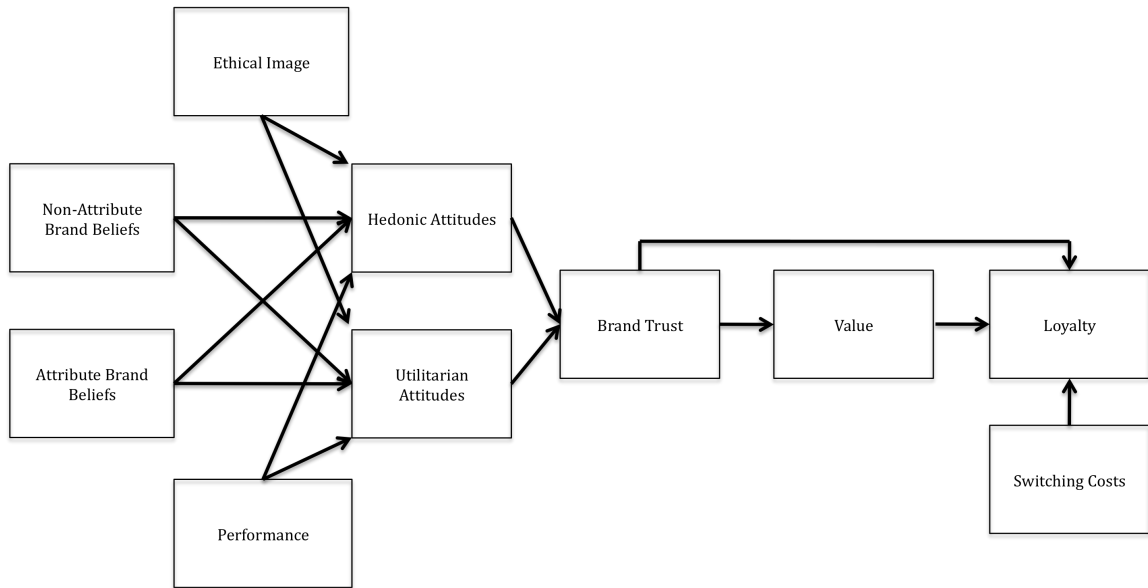 Ethical Image
Non-Attribute
Brand Beliefs
Hedonic Attitudes
Brand Trust
Value
Loyalty
Attribute Brand
Beliefs
Utilitarian
Attitudes
Switching Costs
Performance